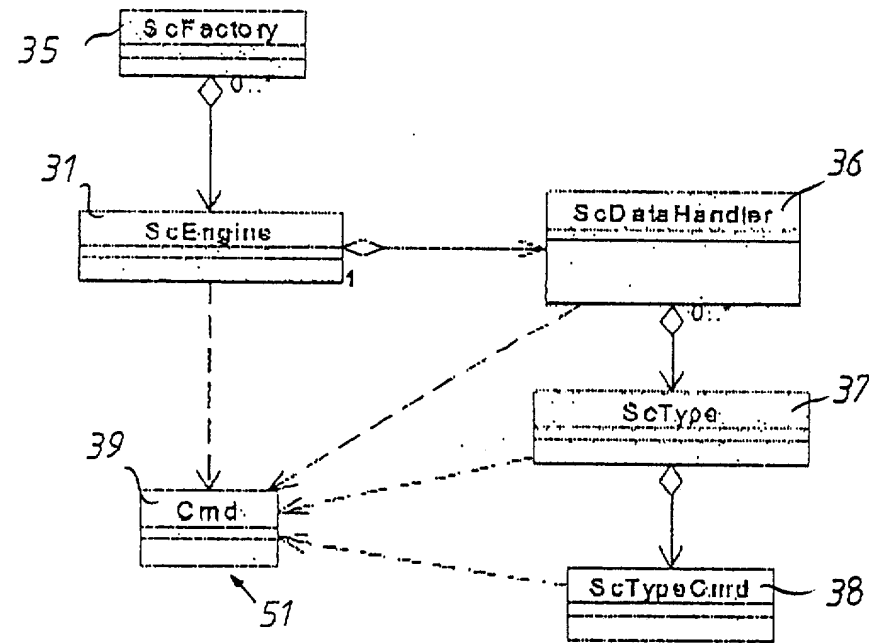 35
ScFactory
0..*
31
ScEngine
1
36
ScDataHandler
0..*
37
ScType
39
Cmd
51
38
ScTypeCmd